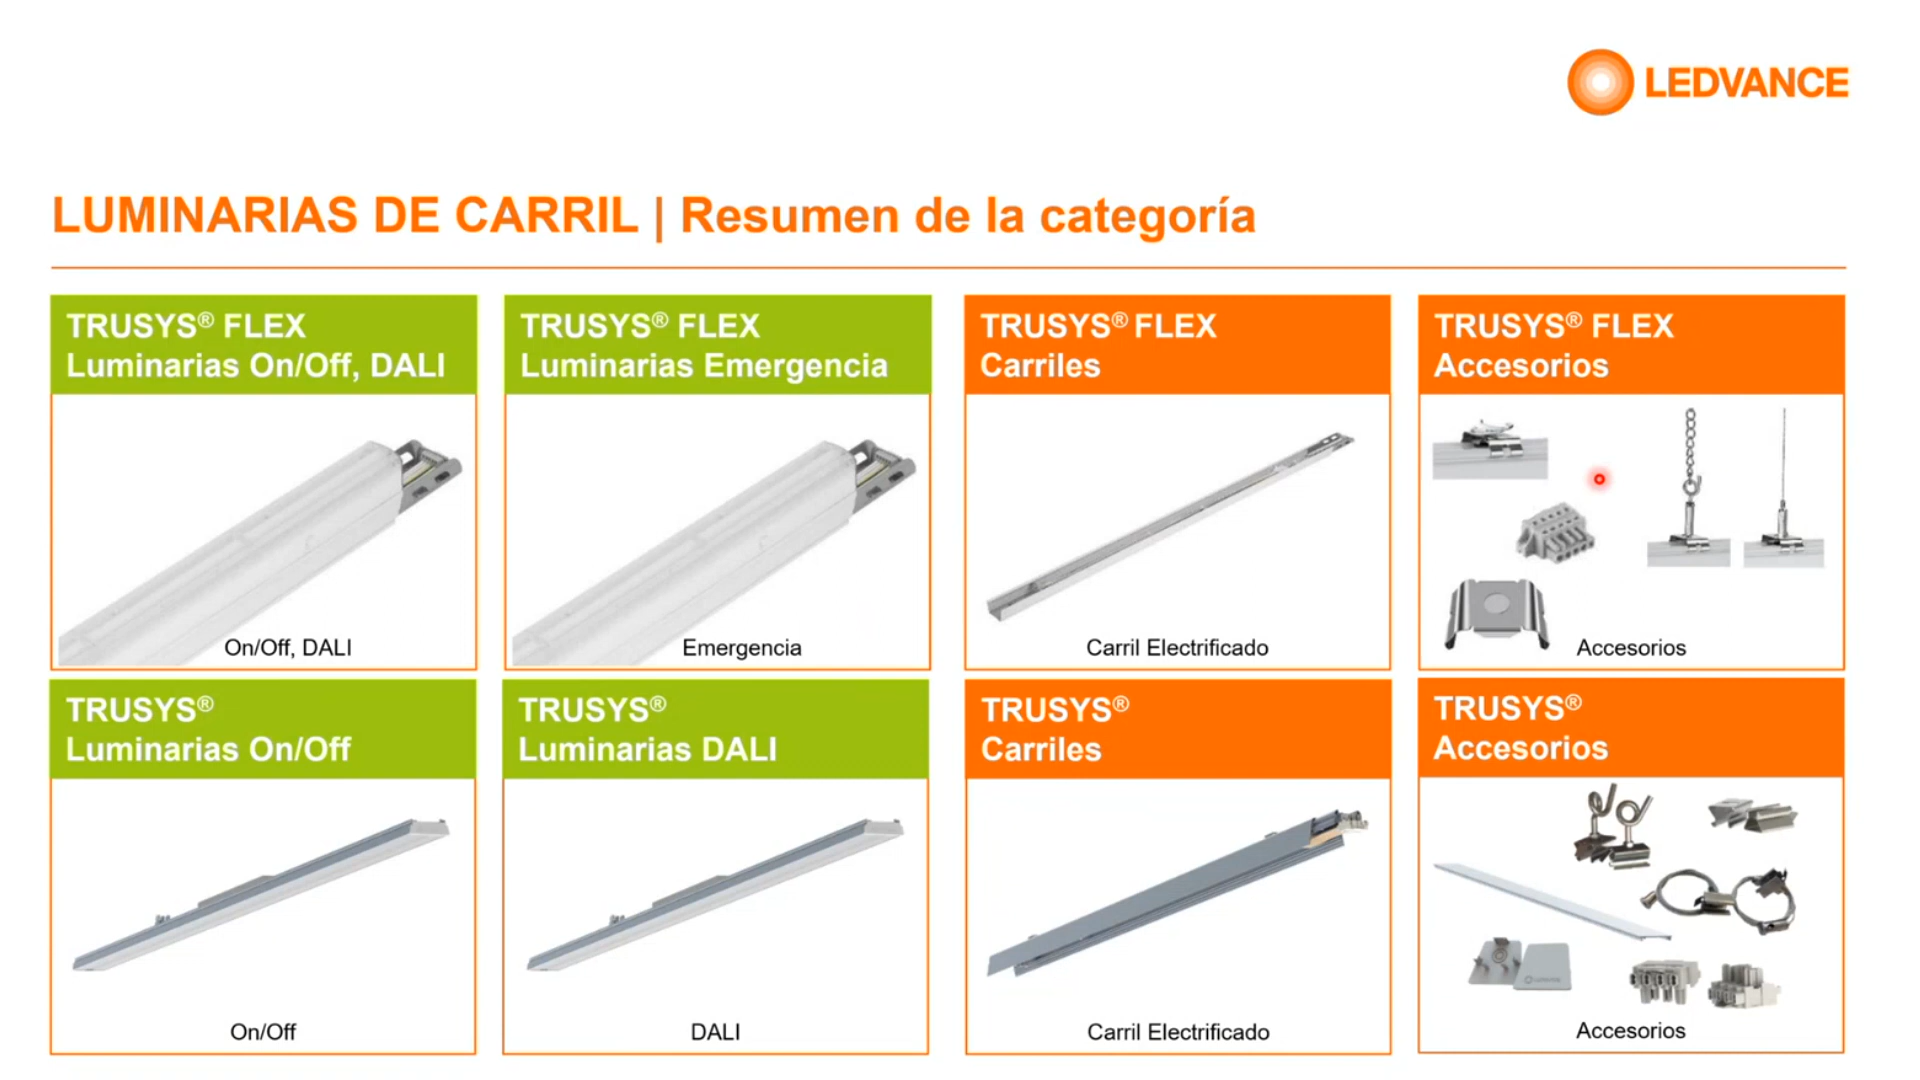 LEDVANCE
LUMINARIAS DE CARRIL | Resumen de la categoría
TRUSYS® FLEX
Luminarias On/Off, DALI
On/Off, DALI
TRUSYS® FLEX
Luminarias Emergencia
Emergencia
TRUSYS® FLEX
Carriles
Carril Electrificado
TRUSYS® FLEX
Accesorios
Accesorios
TRUSYS®
Luminarias On/Off
On/Off
TRUSYS®
Luminarias DALI
DALI
TRUSYS®
Carriles
Carril Electrificado
TRUSYS®
Accesorios
LEDVANCE
Accesorios